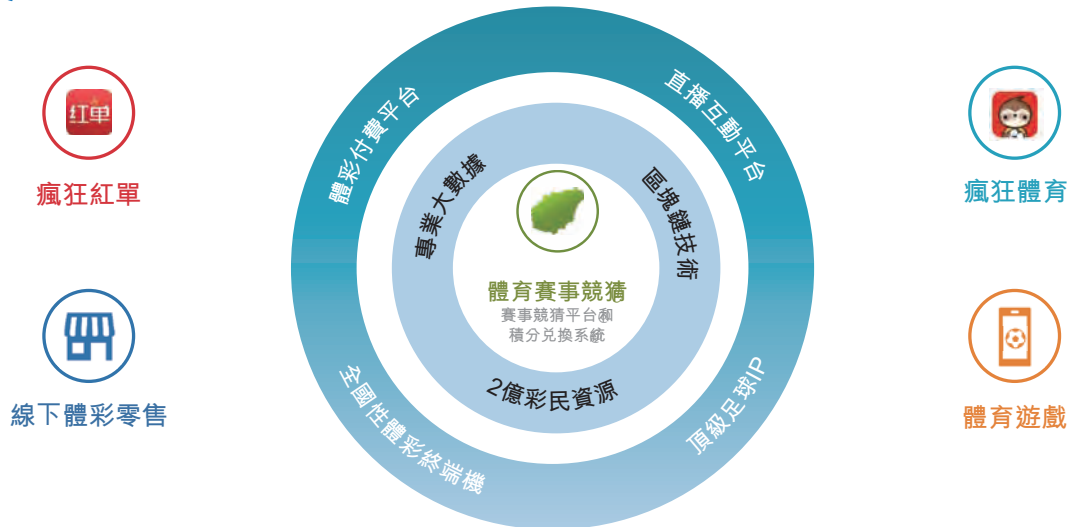 红单
瘋狂紅單
線下體彩零售
體彩付費平台
直播互動平台
專業大數據
區塊鏈技術
體育賽事競猜
賽事競猜平台和
積分兑換系統
2億彩民資源
全國性體彩終端機
頂級足球IP
瘋狂體育
體育遊戲